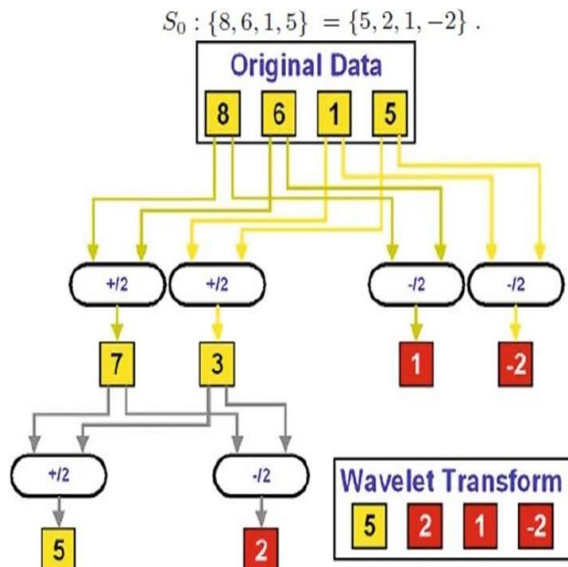 S₀ : {8, 6, 1, 5} = {5, 2, 1, −2} .
Original Data
8 6 1 5
+/2 +/2 -/2 -/2
7 3 1 -2
+/2 -/2
Wavelet Transform
5 2 1 -2
5 2